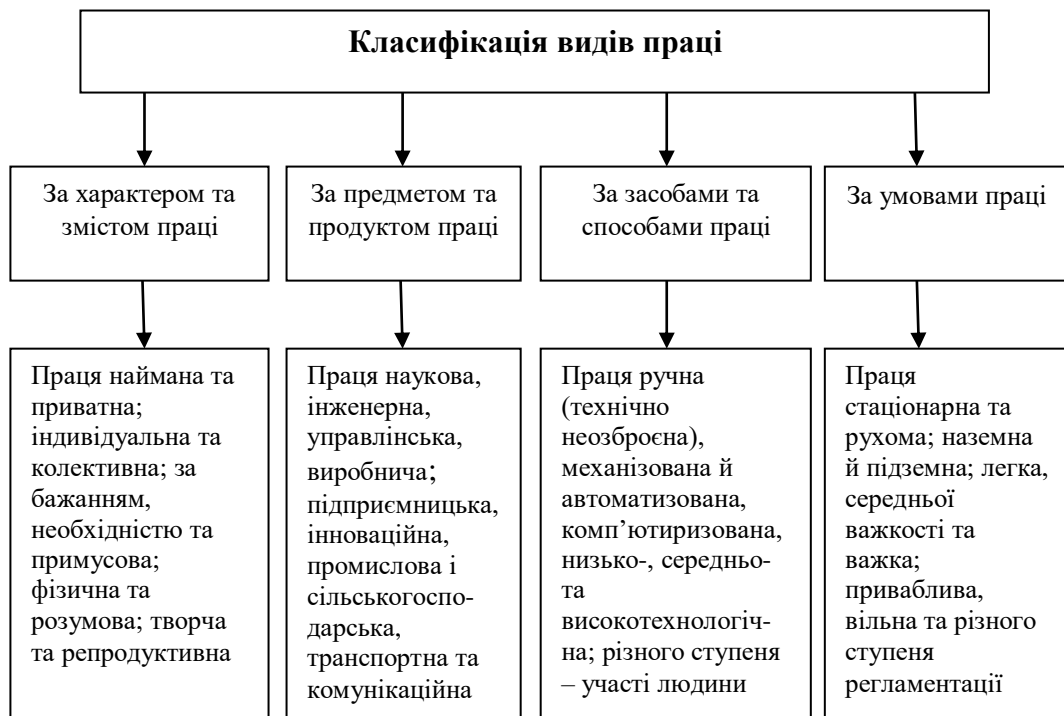 Класифікація видів праці
За характером та
змістом праці
За предметом та
продуктом праці
За засобами та
способами праці
За умовами праці
Праця наймана та
приватна;
індивідуальна та
колективна; за
бажанням,
необхідністю та
примусова;
фізична та
розумова; творча
та репродуктивна
Праця наукова,
інженерна,
управлінська,
виробнича;
підприємницька,
інноваційна,
промислова і
сільськогоспо-
дарська,
транспортна та
комунікаційна
Праця ручна
(технічно
неозброєна),
механізована й
автоматизована,
комп’ютиризована,
низько-, середньо-
та
високотехнологіч-
на; різного ступеня
– участі людини
Праця
стаціонарна та
рухома; наземна
й підземна; легка,
середньої
важкості та
важка;
приваблива,
вільна та різного
ступеня
регламентації